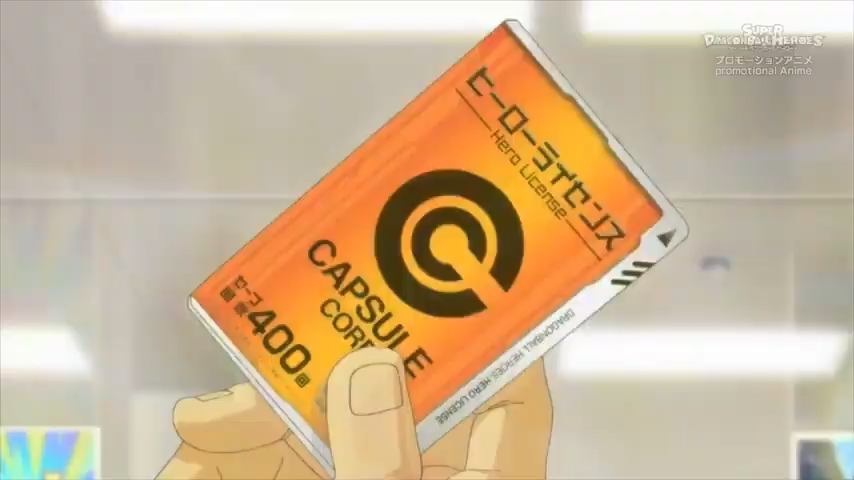 SUPER
DRAGONBALL HEROES
プロモーションアニメ
promotional Anime
ヒーローライセンス
Hero License
CAPSULE
CORP
セーブ
400回
DRAGONBALL HEROES HERO LICENSE